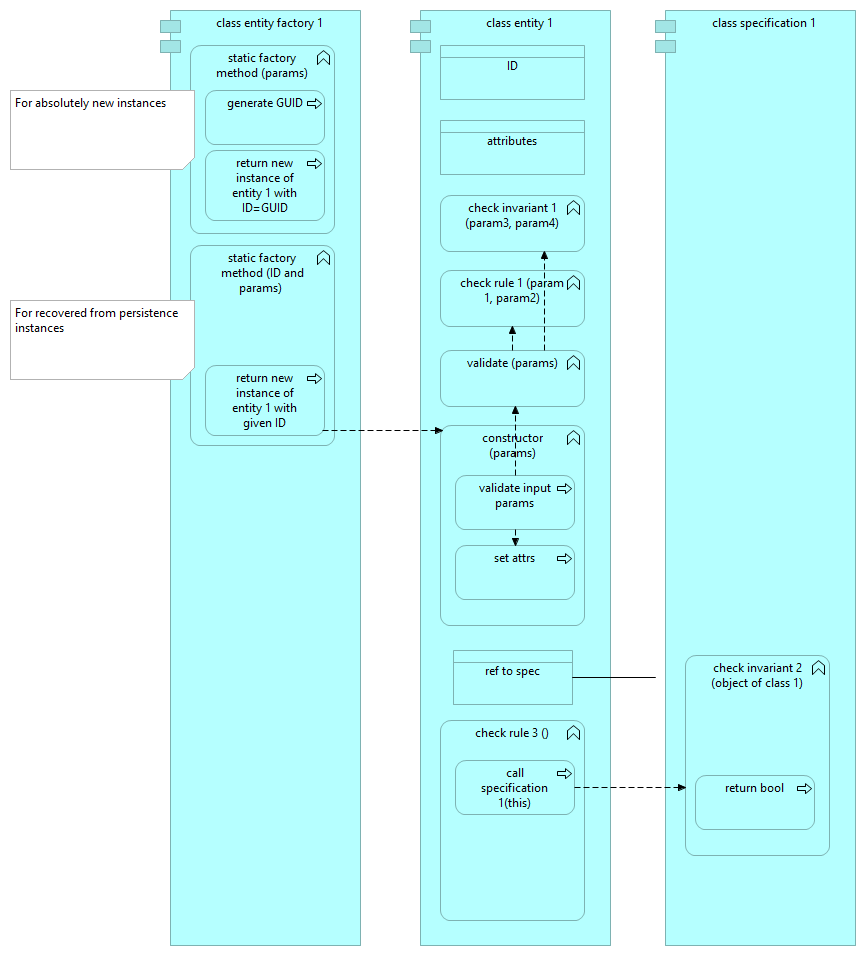 class entity factory 1
static factory
method (params)
For absolutely new instances
generate GUID
return new
instance of
entity 1 with
ID=GUID
static factory
method (ID and
params)
For recovered from persistence
instances
return new
instance of
entity 1 with
given ID
class entity 1
ID
attributes
check invariant 1
(param3, param4)
check rule 1 (param
1, param2)
validate (params)
constructor
(params)
validate input
params
set attrs
ref to spec
check rule 3 ()
call
specification
1(this)
class specification 1
check invariant 2
(object of class 1)
return bool